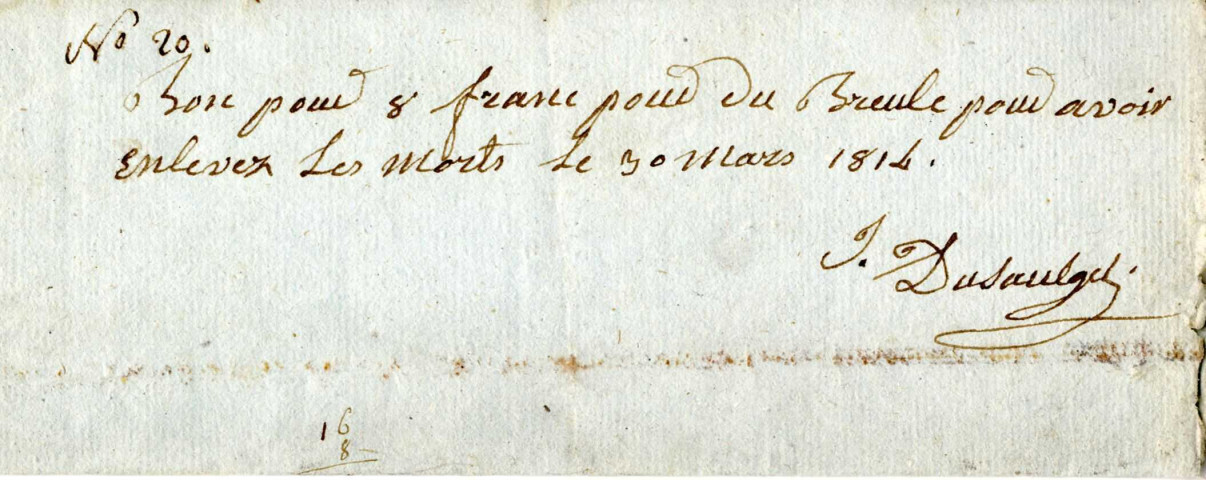 No 20.
Bon pour 8 franc pour du Breule pour avoir
enlevez Les Morts Le 30 Mars 1814.
J.
16
8